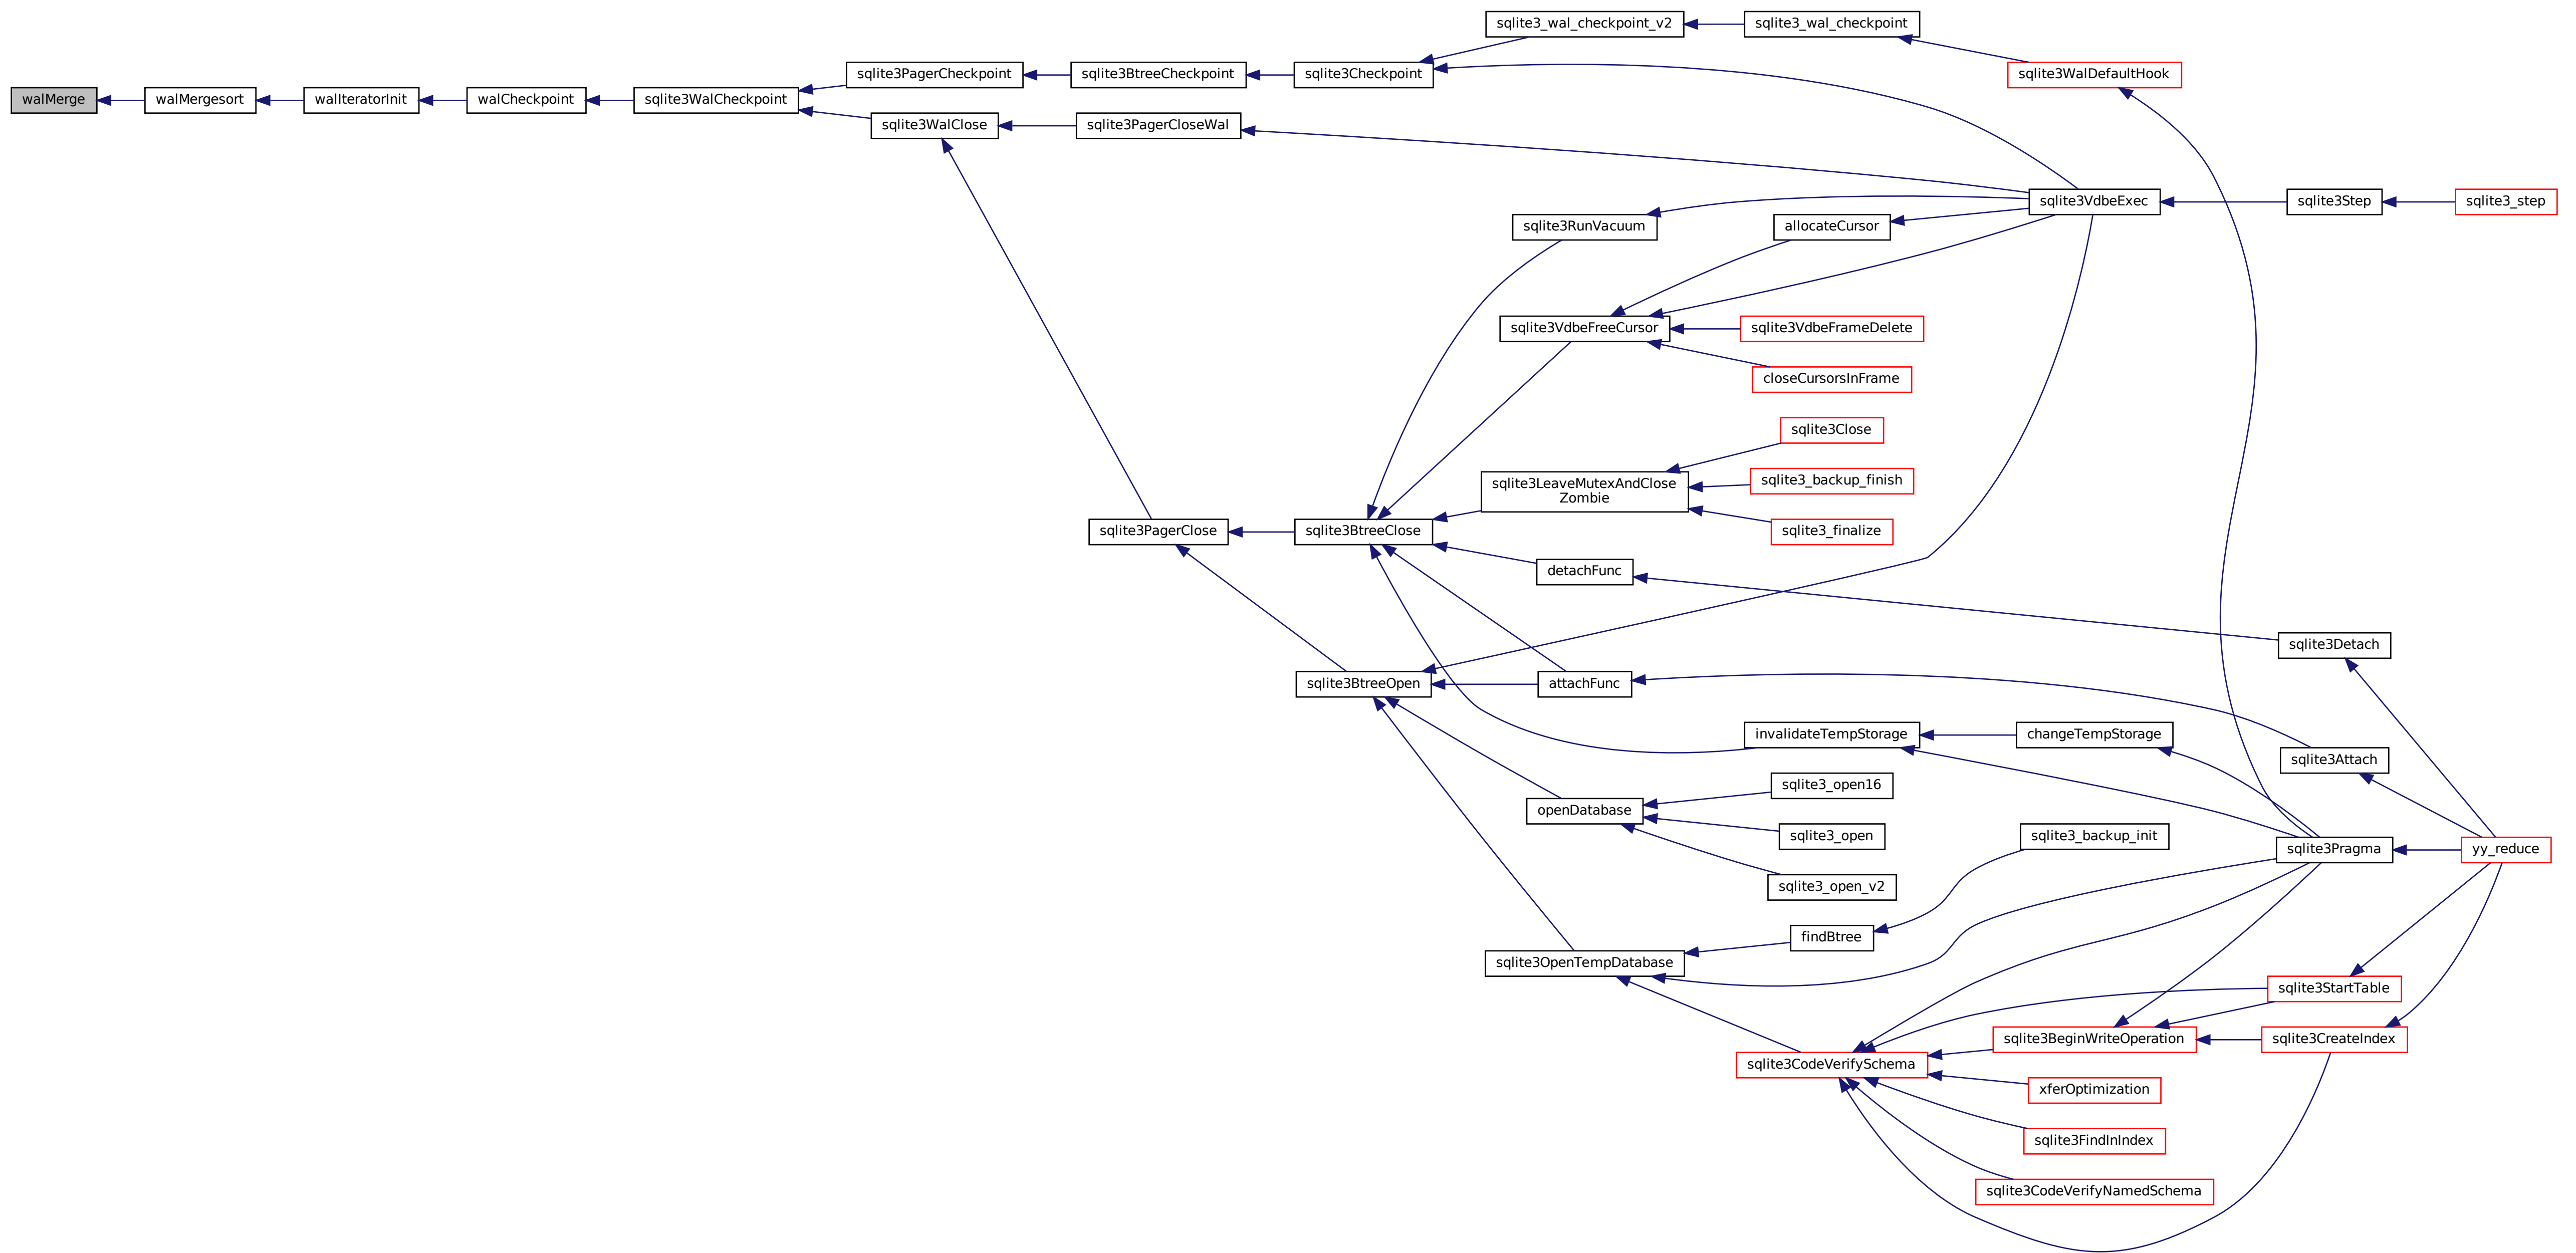 sqlite3_wal_checkpoint_v2
sqlite3_wal_checkpoint
sqlite3PagerCheckpoint
sqlite3BtreeCheckpoint
sqlite3Checkpoint
sqlite3WalDefaultHook
walMerge
walMergesort
walIteratorInit
walCheckpoint
sqlite3WalCheckpoint
sqlite3WalClose
sqlite3PagerCloseWal
sqlite3VdbeExec
sqlite3Step
sqlite3_step
sqlite3RunVacuum
allocateCursor
sqlite3VdbeFreeCursor
sqlite3VdbeFrameDelete
closeCursorsInFrame
sqlite3Close
sqlite3LeaveMutexAndClose
Zombie
sqlite3_backup_finish
sqlite3_finalize
sqlite3PagerClose
sqlite3BtreeClose
detachFunc
sqlite3Detach
sqlite3BtreeOpen
attachFunc
invalidateTempStorage
changeTempStorage
sqlite3Attach
sqlite3_open16
openDatabase
sqlite3_open
sqlite3_backup_init
sqlite3Pragma
yy_reduce
sqlite3_open_v2
findBtree
sqlite3OpenTempDatabase
sqlite3StartTable
sqlite3BeginWriteOperation
sqlite3CreateIndex
sqlite3CodeVerifySchema
xferOptimization
sqlite3FindInIndex
sqlite3CodeVerifyNamedSchema